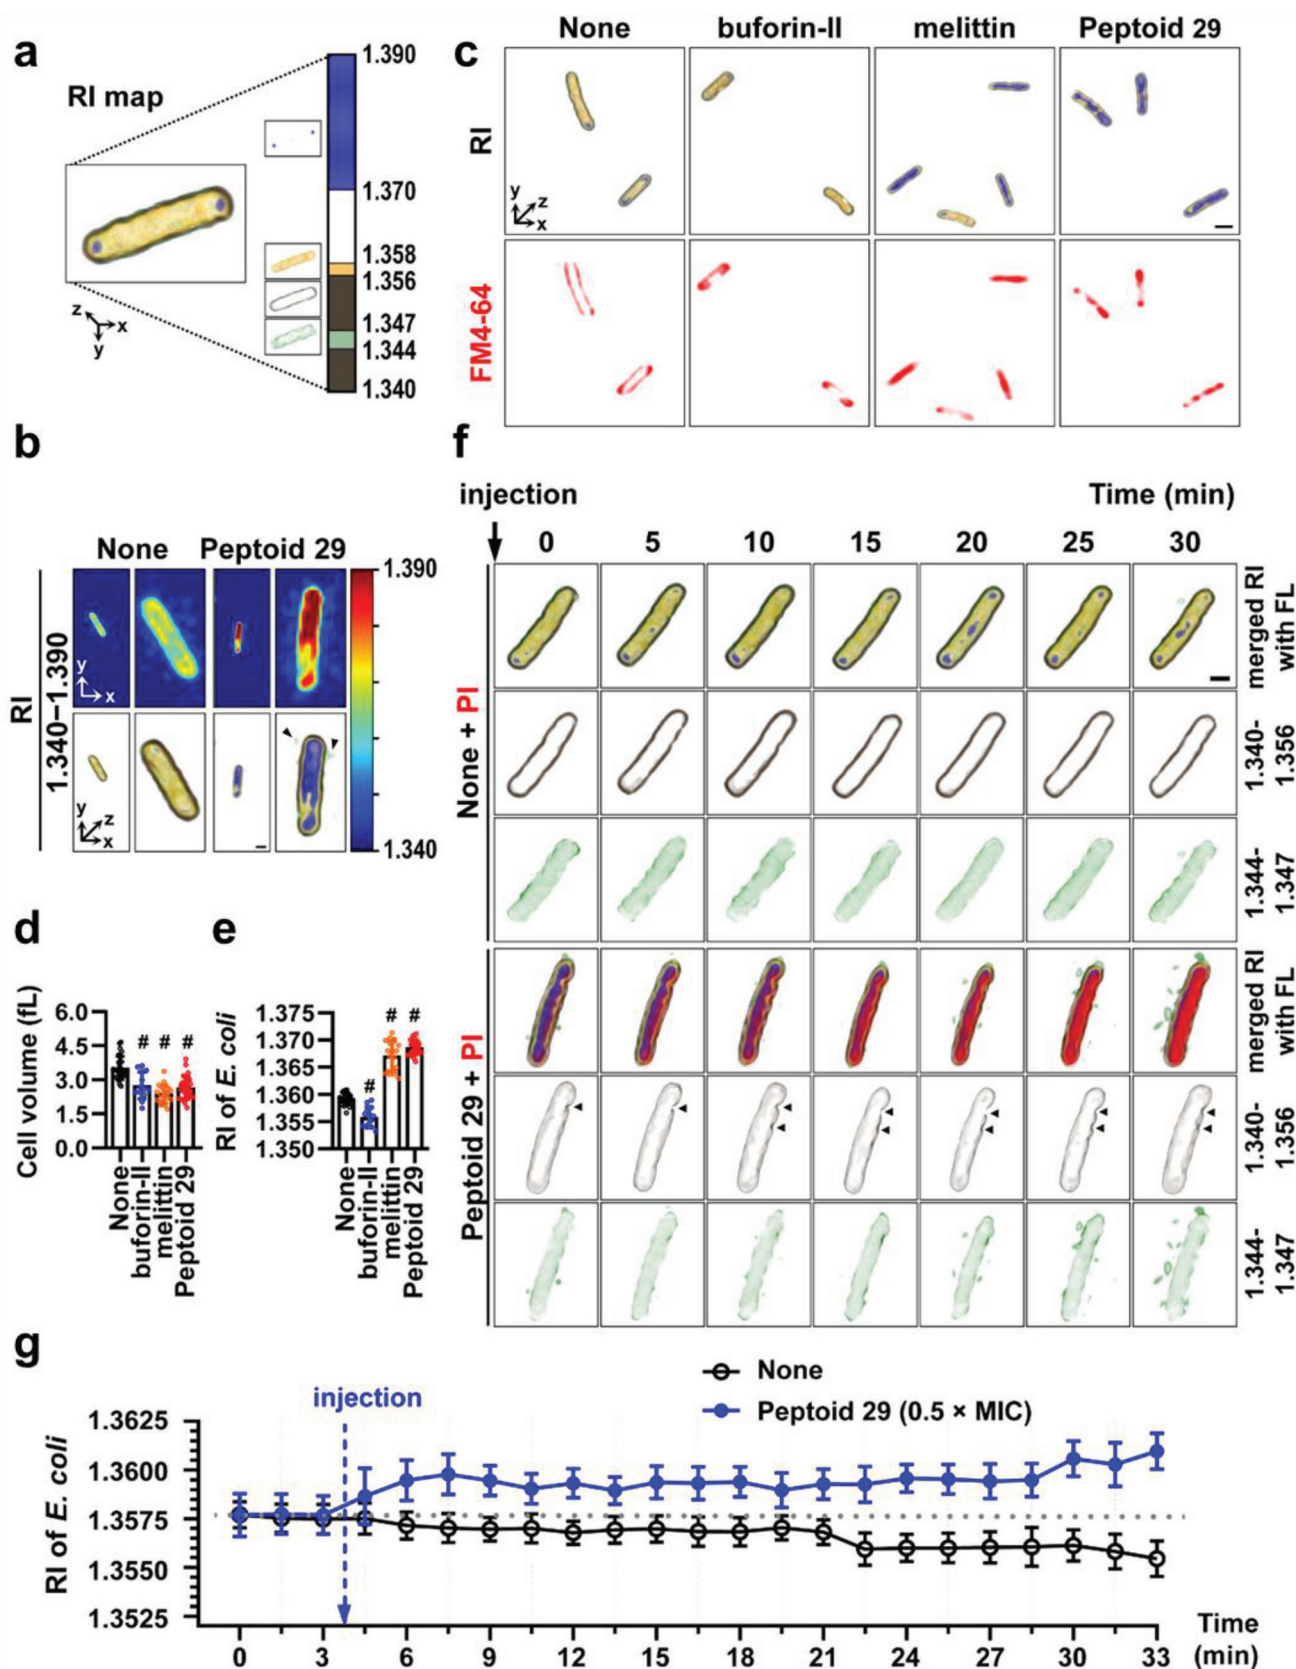 a
RI map
1.390
1.370
1.358
1.356
1.347
1.344
1.340
z
x
y
c
None buforin-II melittin Peptoid 29
RI
y
z
x
FM4-64
b
None Peptoid 29
RI
1.340–1.390
y
x
y
z
x
1.390
1.340
d
Cell volume (fL)
6.0
4.5
3.0
1.5
0.0
# # #
None
buforin-II
melittin
Peptoid 29
e
RI of E. coli
1.375
1.370
1.365
1.360
1.355
1.350
# # #
None
buforin-II
melittin
Peptoid 29
f
injection Time (min)
0 5 10 15 20 25 30
None + PI
merged RI
with FL
1.340-
1.356
1.344-
1.347
Peptoid 29 + PI
merged RI
with FL
1.340-
1.356
1.344-
1.347
g
None
Peptoid 29 (0.5 × MIC)
injection
RI of E. coli
1.3625
1.3600
1.3575
1.3550
1.3525
0 3 6 9 12 15 18 21 24 27 30 33
Time
(min)